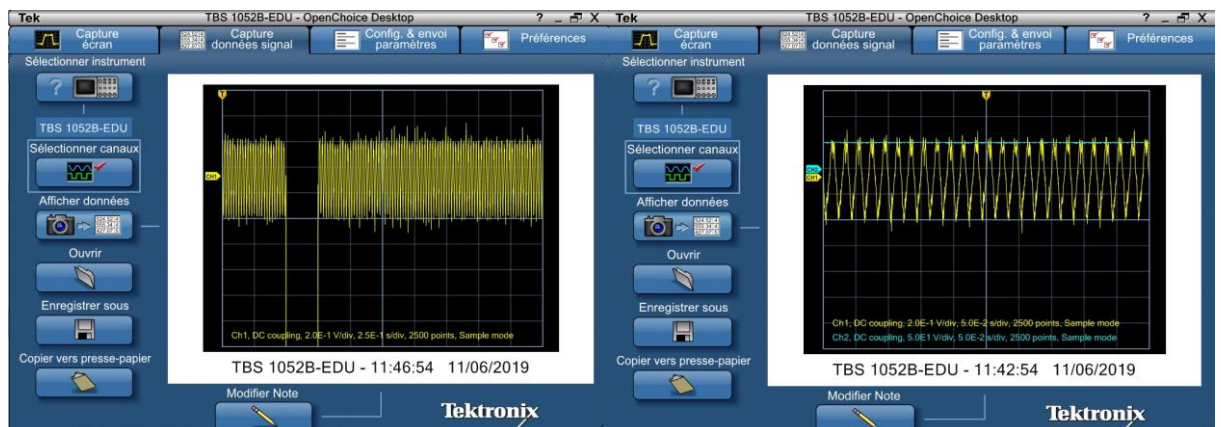 Tek TBS 1052B-EDU - OpenChoice Desktop ? _ X
Capture écran
Capture données signal
Config. & envoi paramètres
Préférences
Sélectionner instrument
?
TBS 1052B-EDU
Sélectionner canaux
Afficher données
Ouvrir
Enregistrer sous
Copier vers presse-papier
T
CH1
Ch1, DC coupling, 2.0E-1 V/div, 2.5E-1 s/div, 2500 points, Sample mode
TBS 1052B-EDU - 11:46:54 11/06/2019
Modifier Note
Tektronix
Tek TBS 1052B-EDU - OpenChoice Desktop ? _ X
Capture écran
Capture données signal
Config. & envoi paramètres
Préférences
Sélectionner instrument
?
TBS 1052B-EDU
Sélectionner canaux
Afficher données
Ouvrir
Enregistrer sous
Copier vers presse-papier
T
CH2
CH1
Ch1, DC coupling, 2.0E-1 V/div, 5.0E-2 s/div, 2500 points, Sample mode
Ch2, DC coupling, 5.0E1 V/div, 5.0E-2 s/div, 2500 points, Sample mode
TBS 1052B-EDU - 11:42:54 11/06/2019
Modifier Note
Tektronix